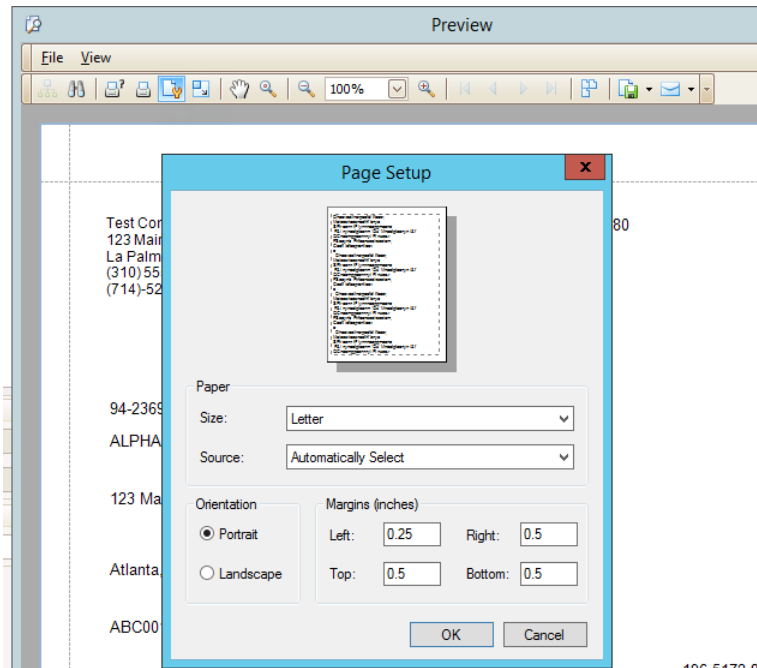 Preview
File View
100%
Page Setup
X
Test Cor
123 Mair
La Palm
(310) 55
(714)-52
80
Paper
Size: Letter
Source: Automatically Select
94-2369
ALPHA
123 Ma
Orientation
Margins (inches)
Portrait
Left: 0.25 Right: 0.5
Landscape
Top: 0.5 Bottom: 0.5
Atlanta,
ABC00
OK Cancel